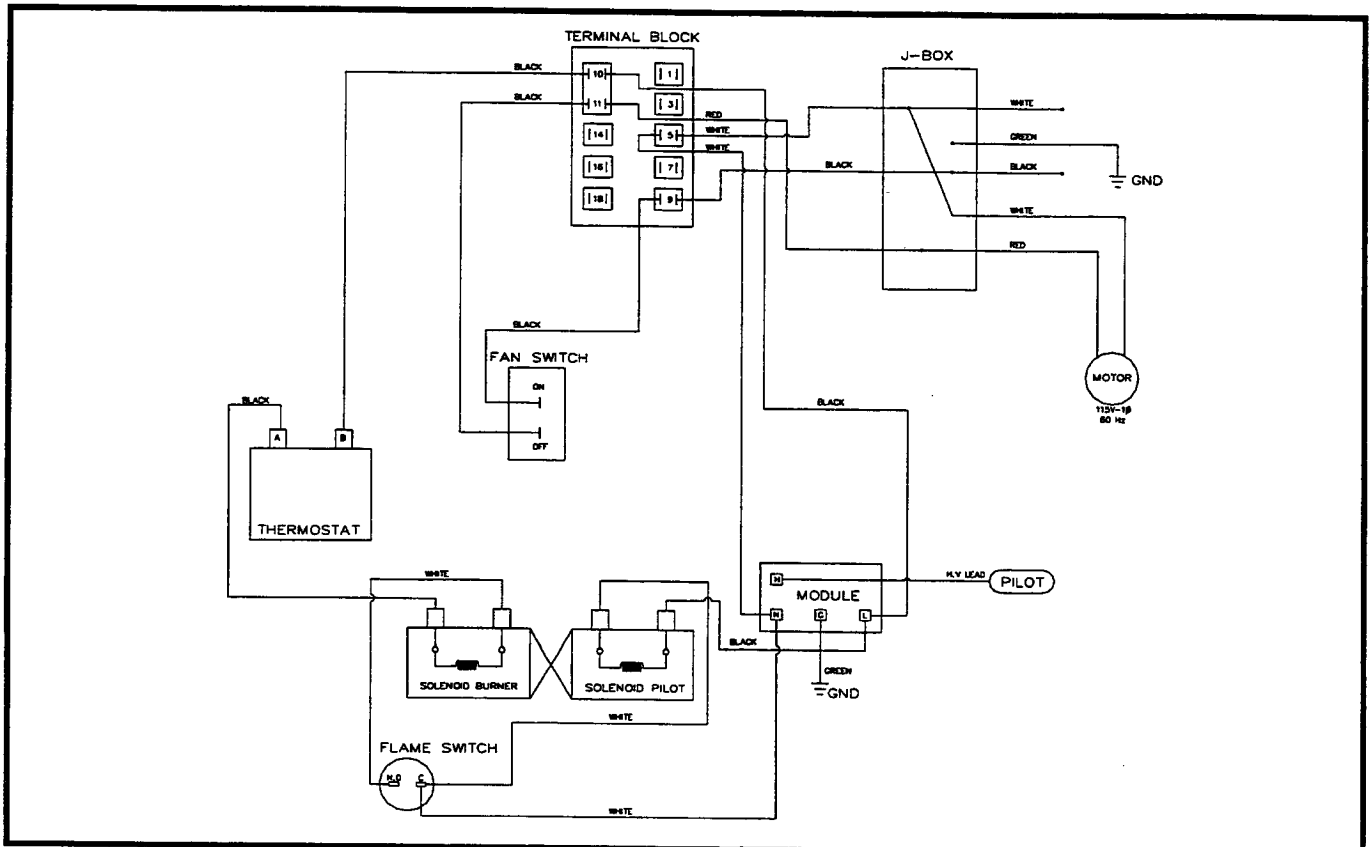 TERMINAL BLOCK
J-BOX
BLACK
10
1
BLACK
11
3
RED
WHITE
WHITE
14
5
WHITE
GREEN
16
7
BLACK
BLACK
GND
18
9
WHITE
RED
BLACK
FAN SWITCH
ON
OFF
MOTOR
115V-1φ
60 Hz
BLACK
BLACK
A
B
THERMOSTAT
WHITE
H
H.V LEAD
PILOT
MODULE
N
G
L
BLACK
GREEN
GND
SOLENOID BURNER
SOLENOID PILOT
WHITE
FLAME SWITCH
N.O
C
WHITE